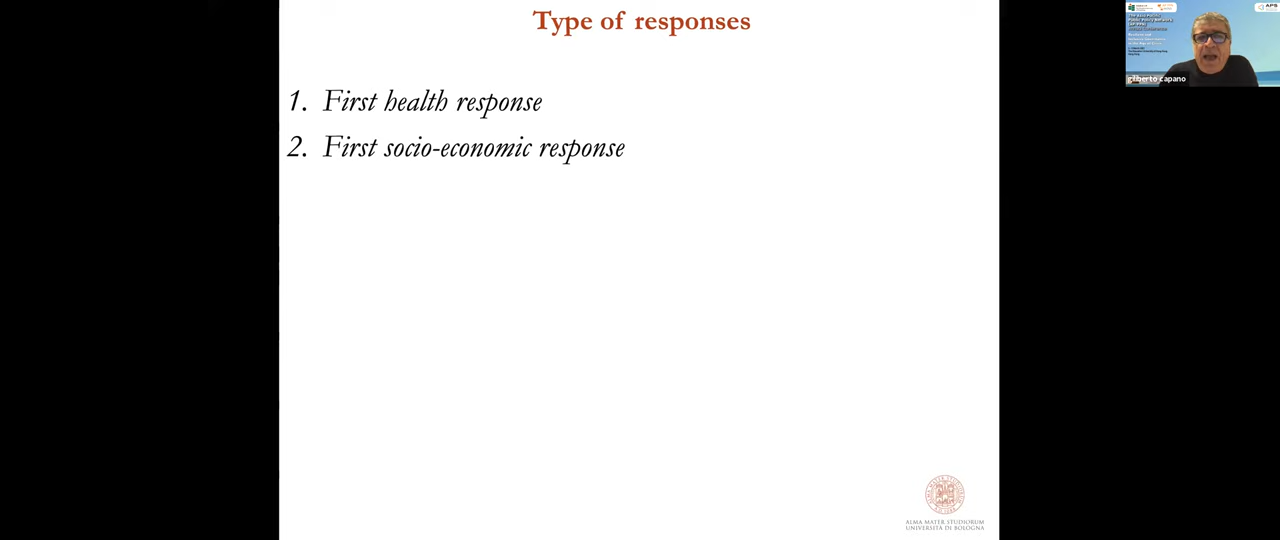 Type of responses
1. First health response
2. First socio-economic response
gilberto capano
APS
ALMA MATER STUDIORUM
UNIVERSITÀ DI BOLOGNA